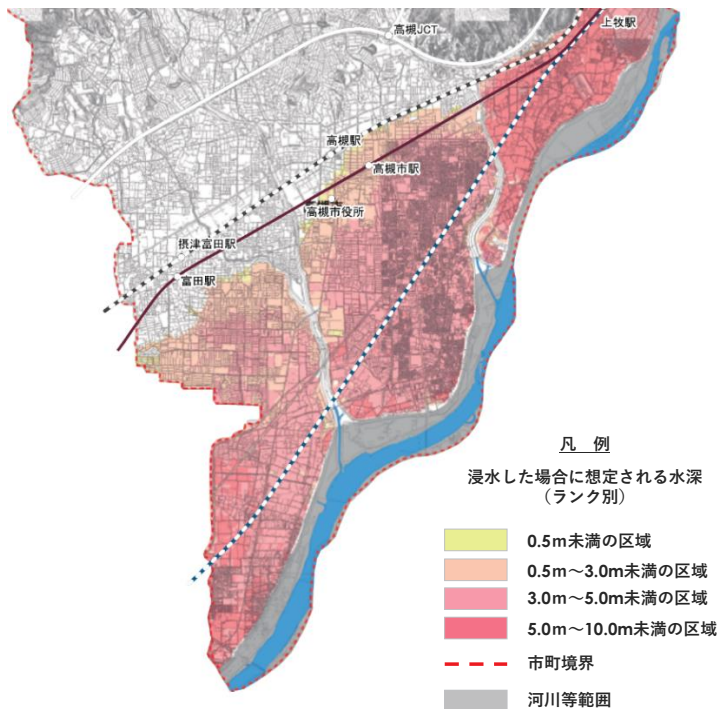 上牧駅
高槻JCT
高槻駅
高槻市駅
高槻市役所
摂津富田駅
富田駅
凡　例
浸水した場合に想定される水深
（ランク別）
0.5m未満の区域
0.5m～3.0m未満の区域
3.0m～5.0m未満の区域
5.0m～10.0m未満の区域
市町境界
河川等範囲